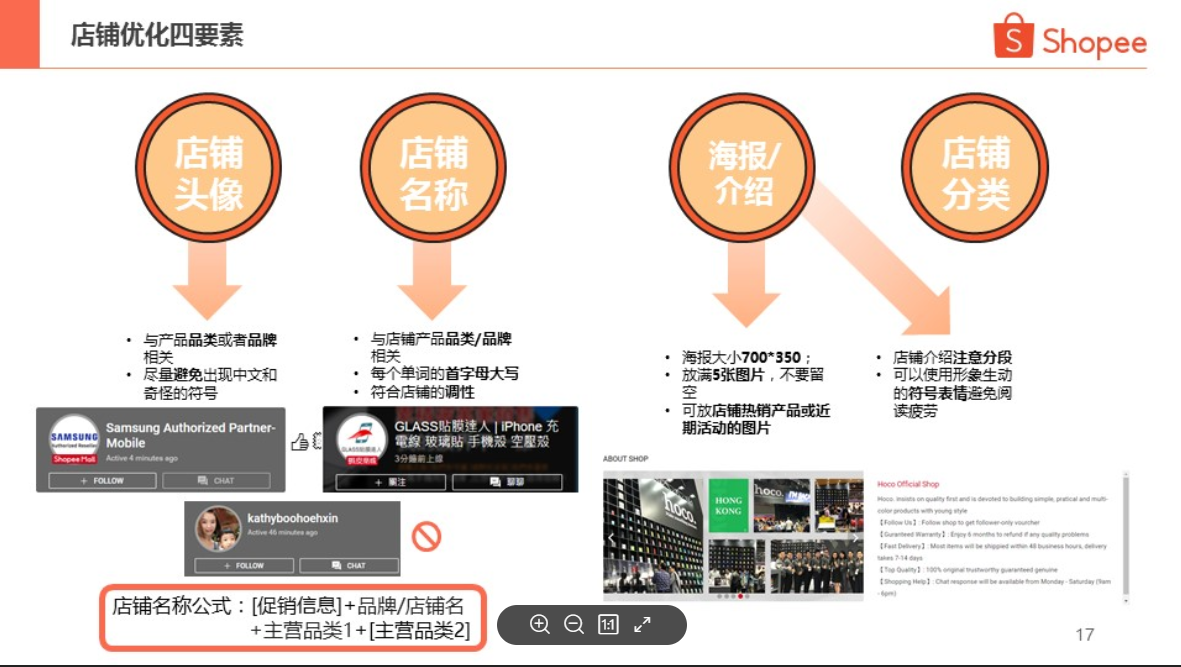 店铺优化四要素
Shopee
店铺
头像
店铺
名称
海报/
介绍
店铺
分类
• 与产品品类或者品牌
相关
• 尽量避免出现中文和
奇怪的符号
• 与店铺产品品类/品牌
相关
• 每个单词的首字母大写
• 符合店铺的调性
• 海报大小700*350；
• 放满5张图片，不要留
空
• 可放店铺热销产品或近
期活动的图片
• 店铺介绍注意分段
• 可以使用形象生动
的符号表情避免阅
读疲劳
SAMSUNG
Authorized Reseller
Shopee Mall
Samsung Authorized Partner-
Mobile
Active 4 minutes ago
+ FOLLOW
CHAT
GLASS貼膜達人 | iPhone 充
電線 玻璃貼 手機殼 空壓殼
3分鐘前上線
+ 關注
聊聊
kathyboohoehxin
Active 46 minutes ago
+ FOLLOW
CHAT
店铺名称公式：[促销信息]+品牌/店铺名
+主营品类1+[主营品类2]
ABOUT SHOP
hoco.
HONG
KONG
hoco.
Hoco Official Shop
Hoco. insists on quality first and is devoted to building simple, pratical and multi-
color products with young style
【Follow Us】: Follow shop to get follower-only vourcher
【Guranteed Warranty】: Enjoy 6 months to refund if any quality problems
【Fast Delivery】: Most items will be shipped within 48 business hours, delivery
takes 7-14 days
【Top Quality】: 100% original trustworthy guaranteed genuine
【Shopping Help】: Chat response will be available from Monday - Saturday (9am
- 6pm)
1:1
17